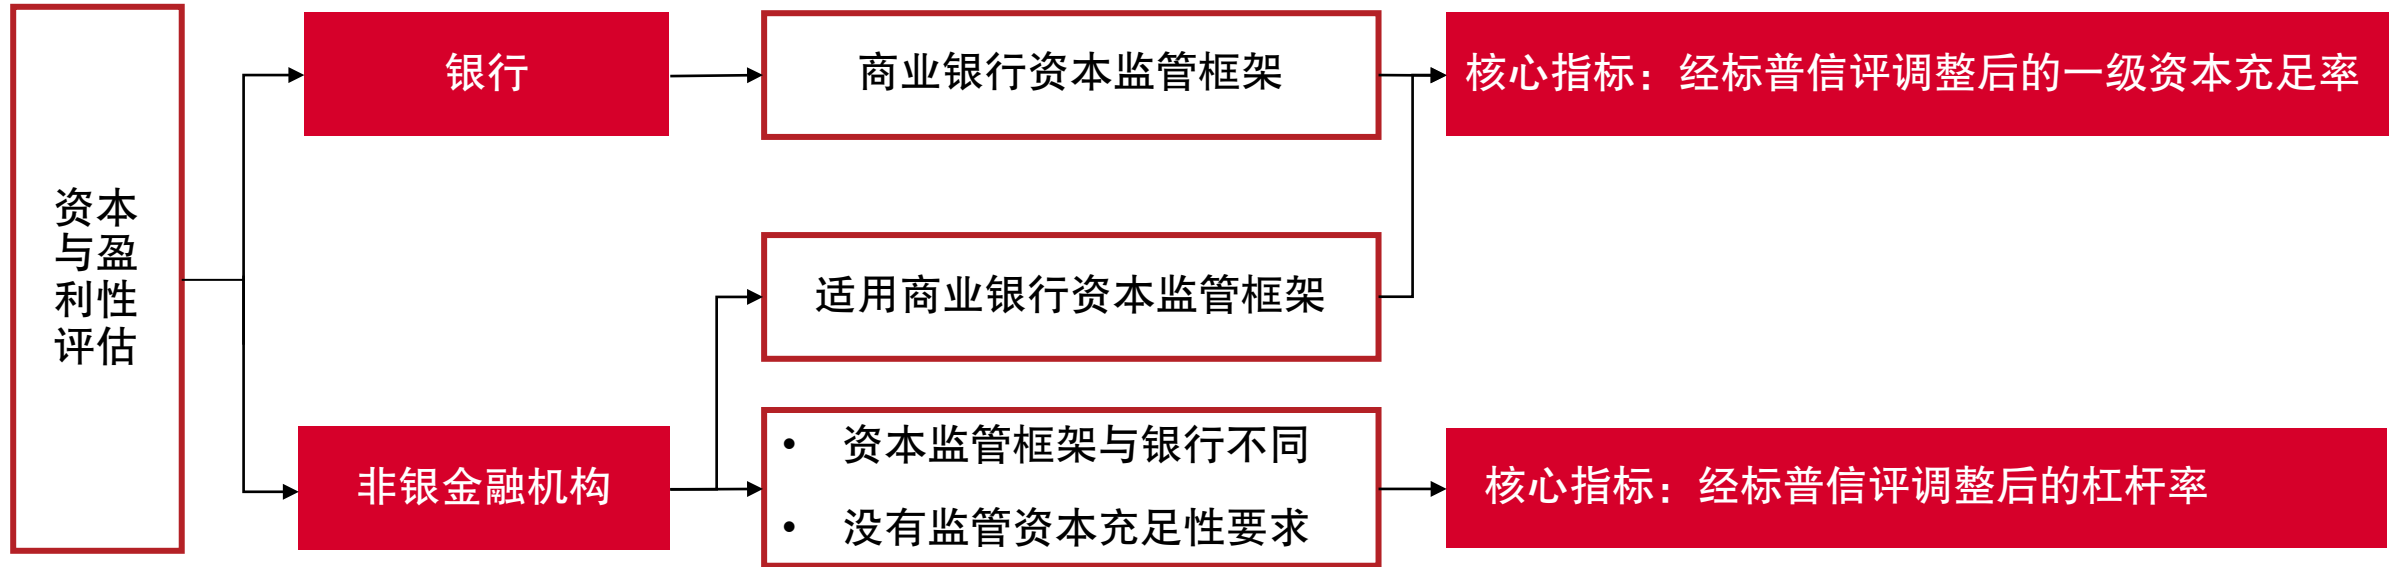 资本
与盈
利性
评估
银行
商业银行资本监管框架
核心指标：经标普信评调整后的一级资本充足率
适用商业银行资本监管框架
非银金融机构
• 资本监管框架与银行不同
• 没有监管资本充足性要求
核心指标：经标普信评调整后的杠杆率